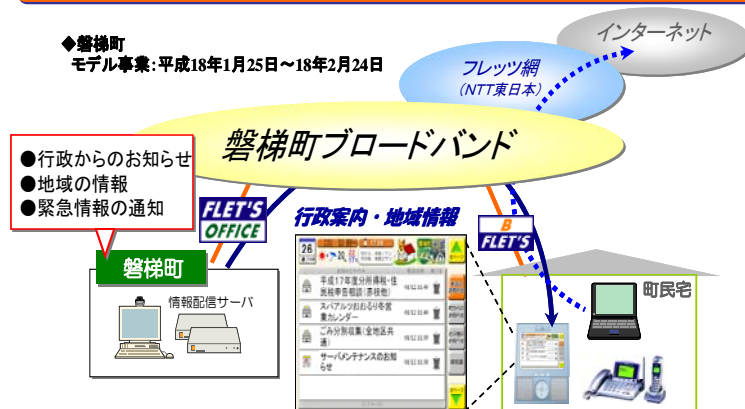 インターネット
◆磐梯町
モデル事業：平成18年1月25日～18年2月24日
フレッツ網
（NTT東日本）
磐梯町ブロードバンド
●行政からのお知らせ
●地域の情報
●緊急情報の通知
FLET'S
OFFICE
行政案内・地域情報
B
FLET'S
磐梯町
情報配信サーバ
町民宅
26
20
平成17年度分所得税・住
民税申告相談(赤枝他)
スパアルツおおるり冬営
業カレンダー
ごみ分別収集(全地区共
通)
サーバメンテナンスのお知
らせ